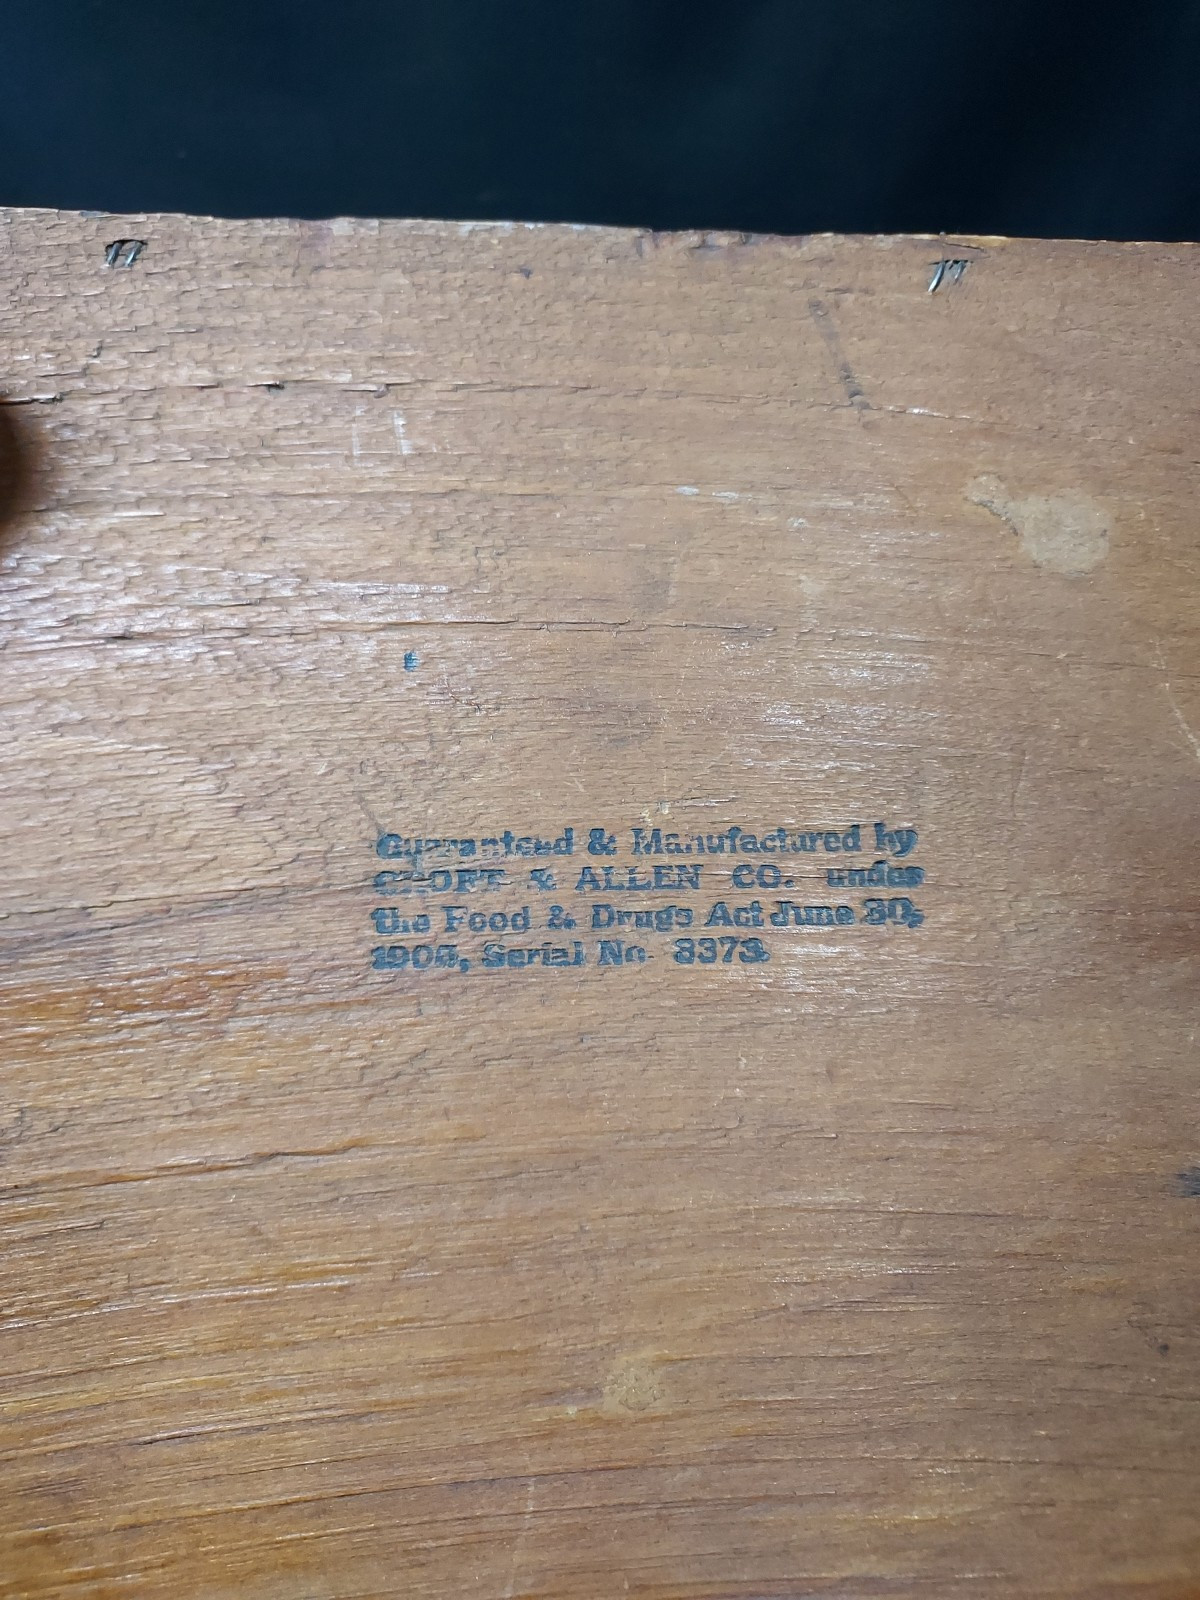 Guaranteed & Manufactured by
CROFT & ALLEN CO. under
the Food & Drugs Act June 30,
1906, Serial No. 3373.